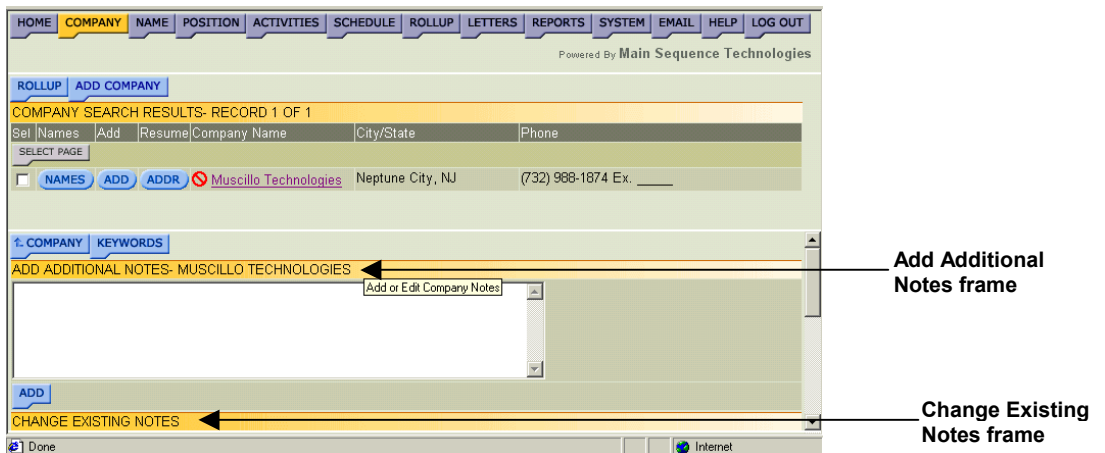 HOME COMPANY NAME POSITION ACTIVITIES SCHEDULE ROLLUP LETTERS REPORTS SYSTEM EMAIL HELP LOG OUT
Powered By Main Sequence Technologies
ROLLUP ADD COMPANY
COMPANY SEARCH RESULTS- RECORD 1 OF 1
Sel Names Add Resume Company Name City/State Phone
SELECT PAGE
NAMES ADD ADDR Muscillo Technologies Neptune City, NJ (732) 988-1874 Ex. _____
COMPANY KEYWORDS
ADD ADDITIONAL NOTES- MUSCILLO TECHNOLOGIES
Add or Edit Company Notes
Add Additional
Notes frame
ADD
CHANGE EXISTING NOTES
Change Existing
Notes frame
Done Internet